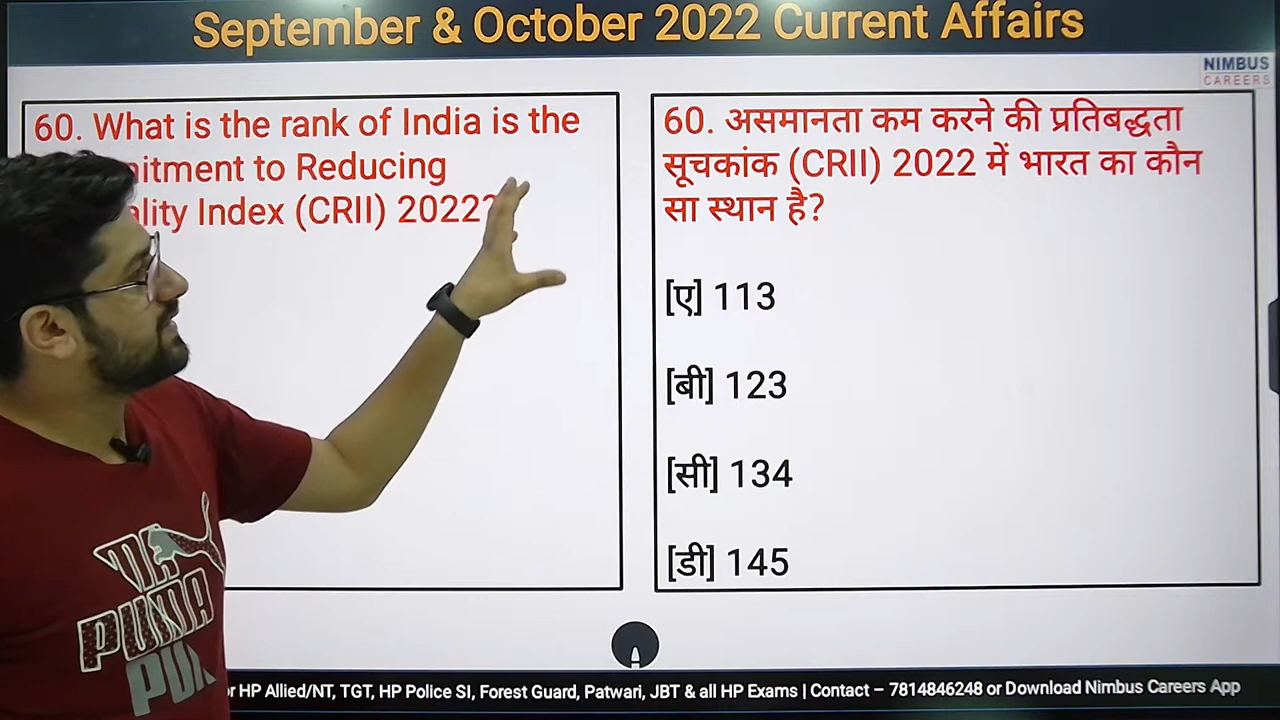 September & October 2022 Current Affairs
NIMBUS
CAREERS
60. What is the rank of India is the
to Reducing
Index (CRII) 2022?
60. असमानता कम करने की प्रतिबद्धता
सूचकांक (CRII) 2022 में भारत का कौन
सा स्थान है?
[ए] 113
[बी] 123
[सी] 134
[डी] 145
PUMA
HP Allied/NT, TGT, HP Police SI, Forest Guard, Patwari, JBT & all HP Exams | Contact – 7814846248 or Download Nimbus Careers App